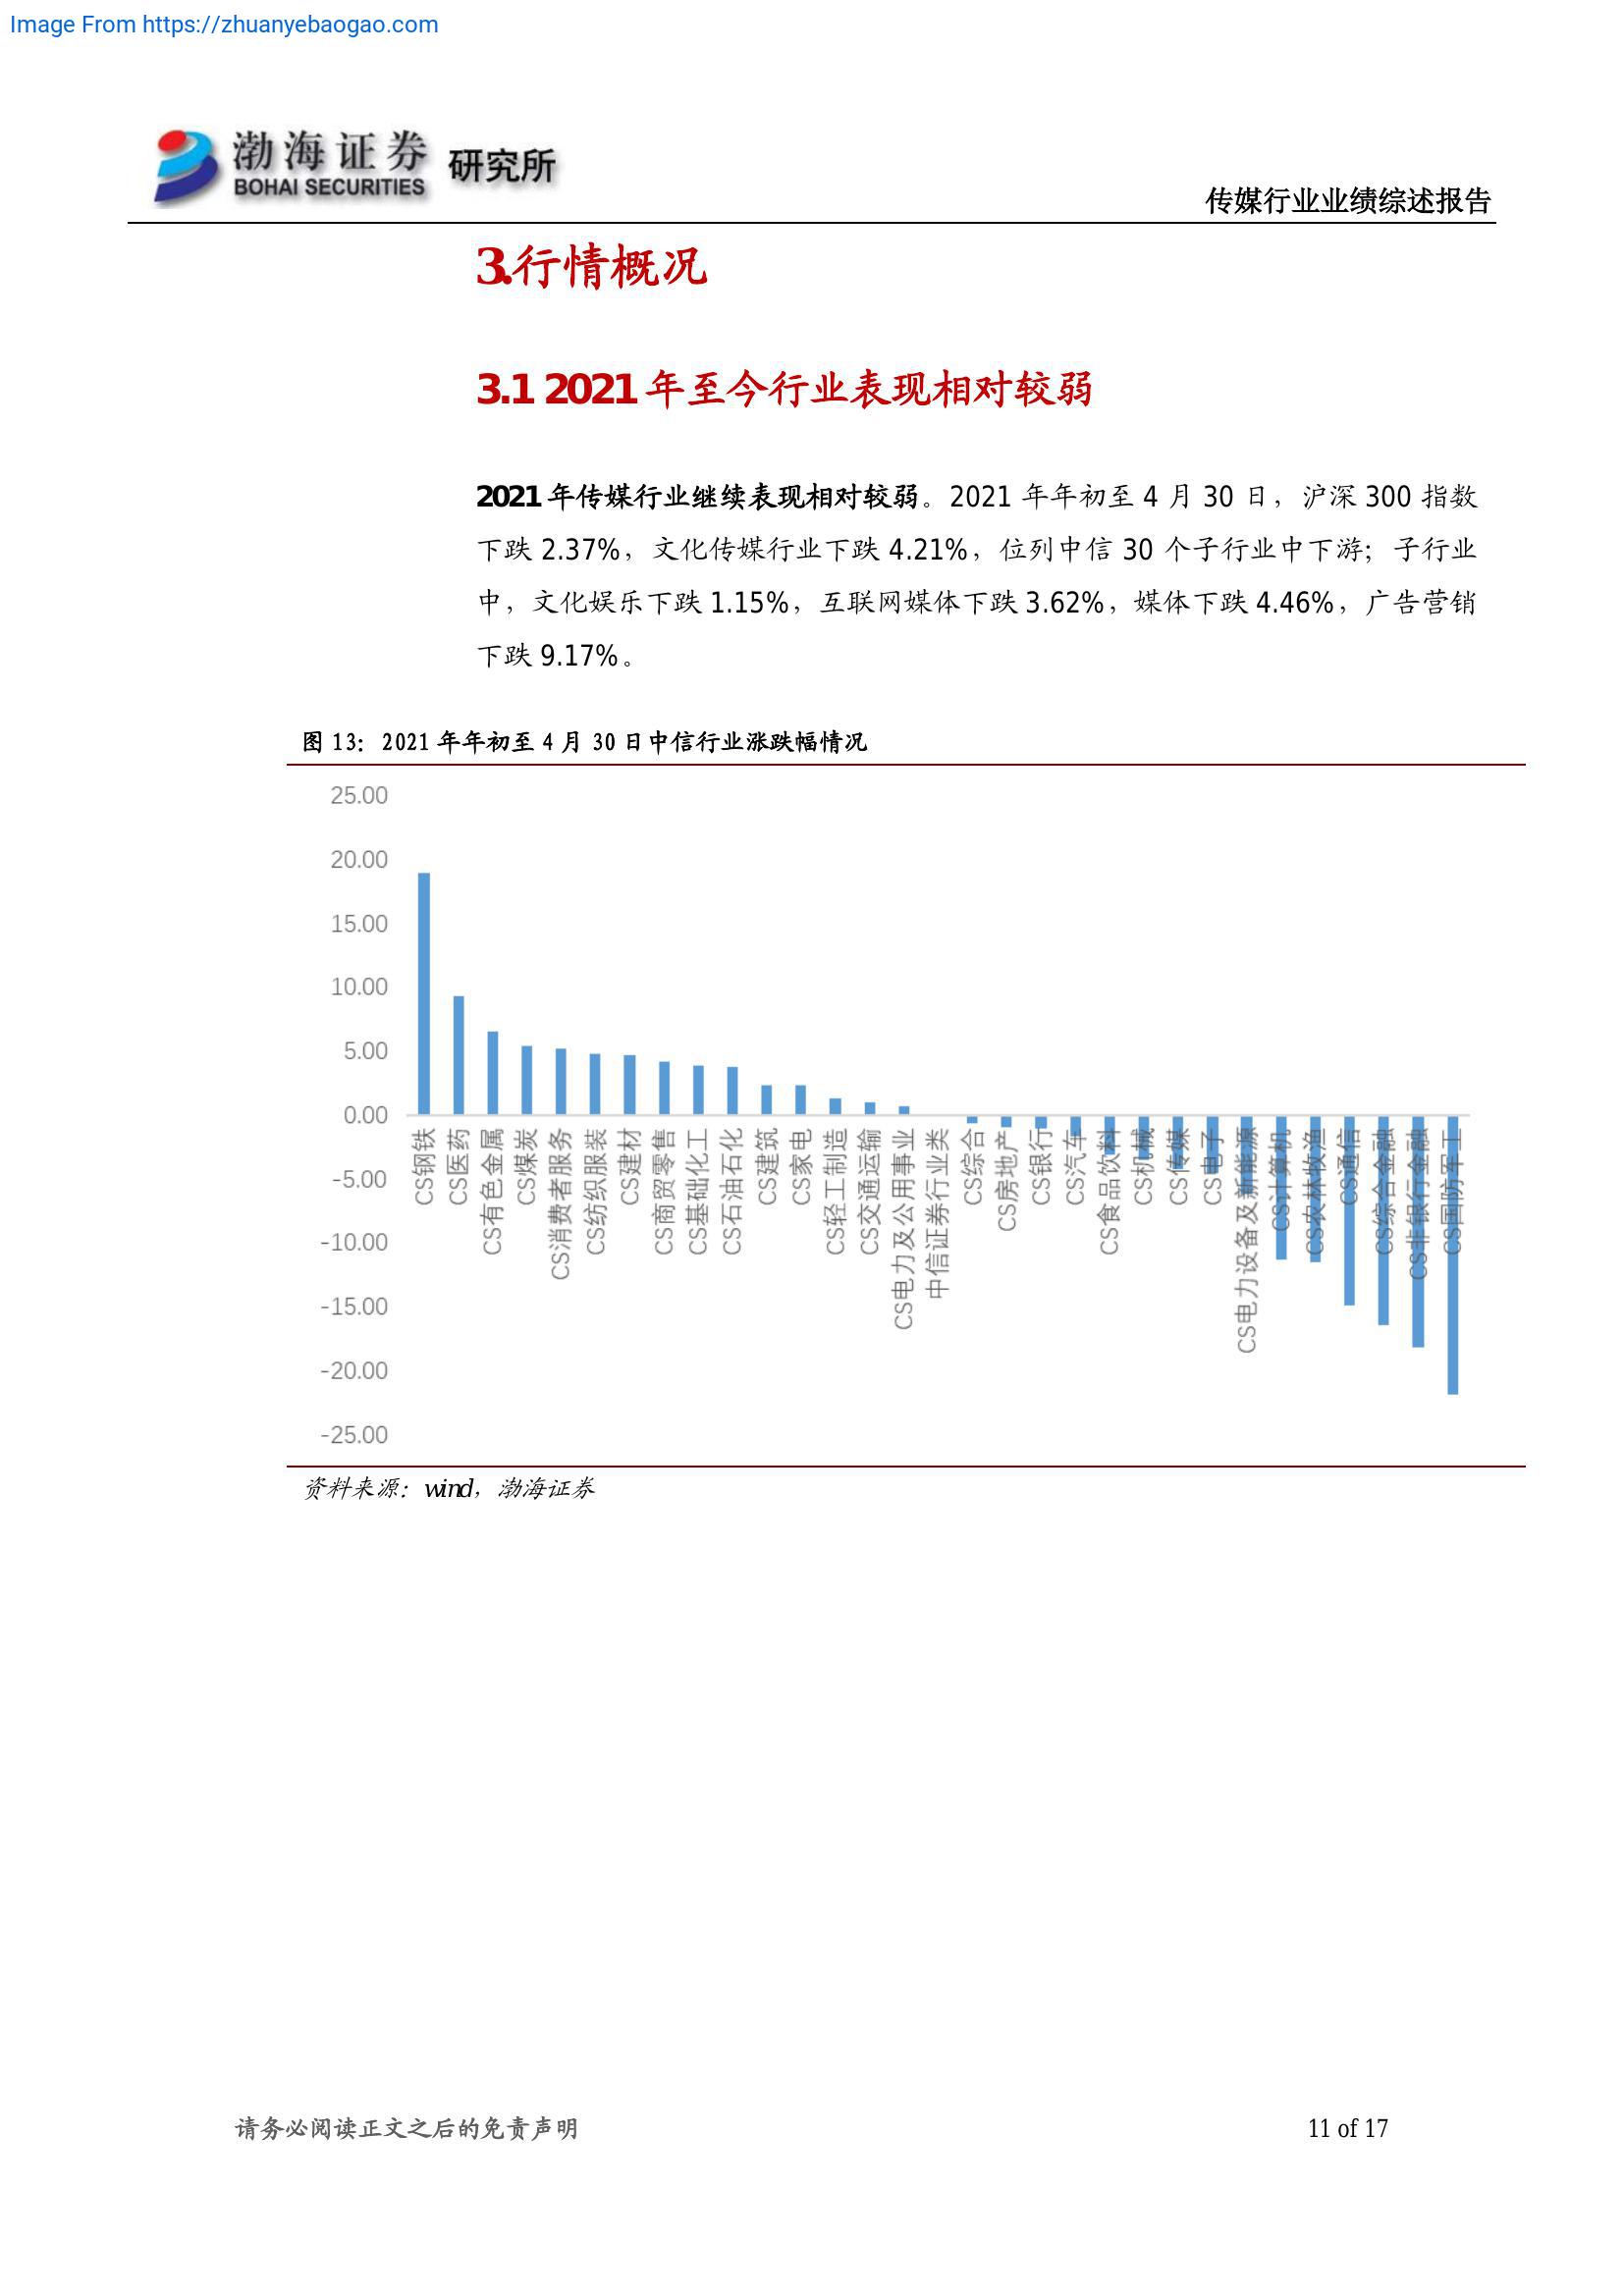 Image From https://zhuanyebaogao.com
渤海证券 研究所
BOHAI SECURITIES
传媒行业业绩综述报告
3.行情概况
3.1 2021 年至今行业表现相对较弱
2021 年传媒行业继续表现相对较弱。2021 年年初至 4 月 30 日，沪深 300 指数
下跌 2.37%，文化传媒行业下跌 4.21%，位列中信 30 个子行业中下游；子行业
中，文化娱乐下跌 1.15%，互联网媒体下跌 3.62%，媒体下跌 4.46%，广告营销
下跌 9.17%。
图 13：2021 年年初至 4 月 30 日中信行业涨跌幅情况
25.00
20.00
15.00
10.00
5.00
0.00
-5.00
-10.00
-15.00
-20.00
-25.00
CS钢铁
CS医药
CS有色金属
CS煤炭
CS消费者服务
CS纺织服装
CS建材
CS商贸零售
CS基础化工
CS石油石化
CS建筑
CS家电
CS轻工制造
CS交通运输
CS电力及公用事业
中信证券行业类
CS综合
CS房地产
CS银行
CS汽车
CS食品饮料
CS机械
CS传媒
CS电子
CS电力设备及新能源
CS计算机
CS农林牧渔
CS通信
CS综合金融
CS非银行金融
CS国防军工
资料来源：wind，渤海证券
请务必阅读正文之后的免责声明
11 of 17